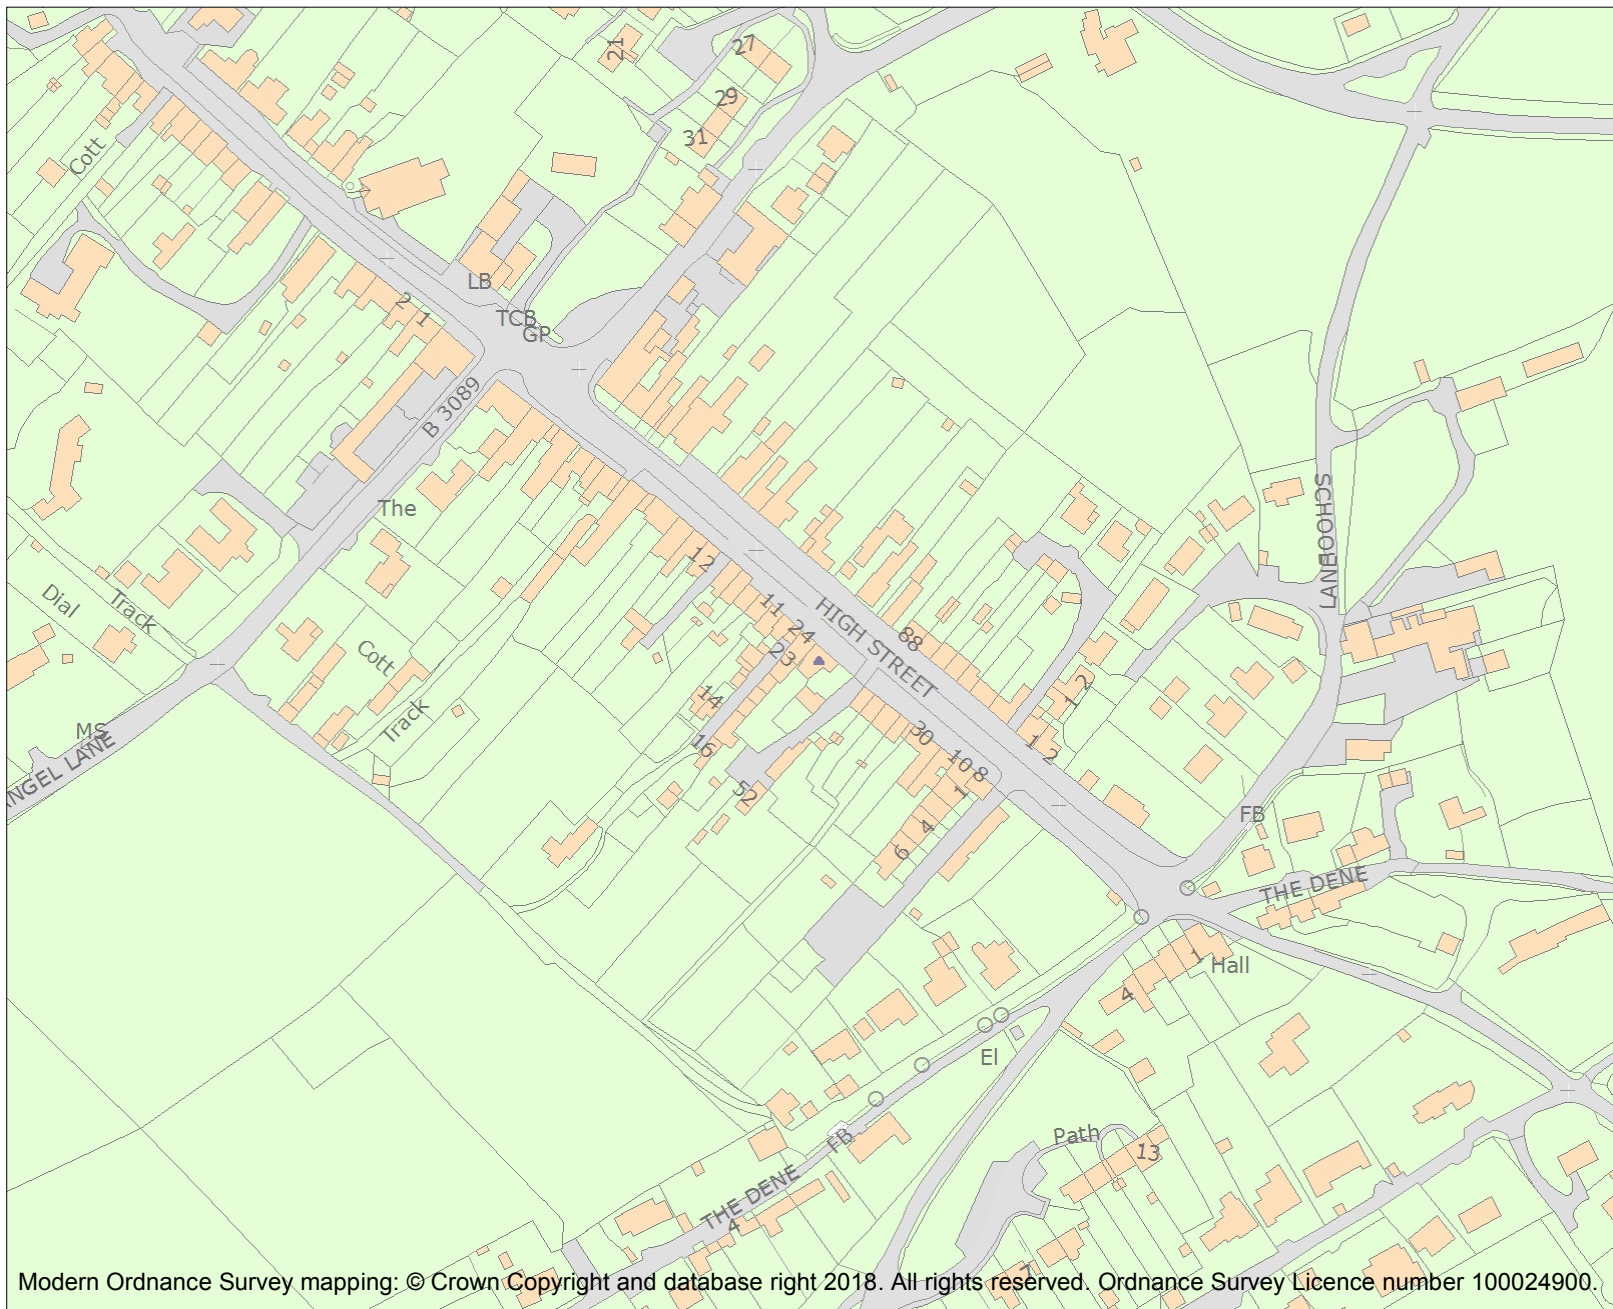 21
27
29
31
Cott
LB
2
1
TCB
GP
B 3089
The
SCHOOL LANE
12
Dial
Track
11
24
23
HIGH STREET
88
Cott
14
1 2
Track
MS
ANGEL LANE
16
30
108
1 2
52
1
4
6
FB
THE DENE
1
Hall
4
El
Path
13
FB
THE DENE
4
7
Modern Ordnance Survey mapping: © Crown Copyright and database right 2018. All rights reserved. Ordnance Survey Licence number 100024900.